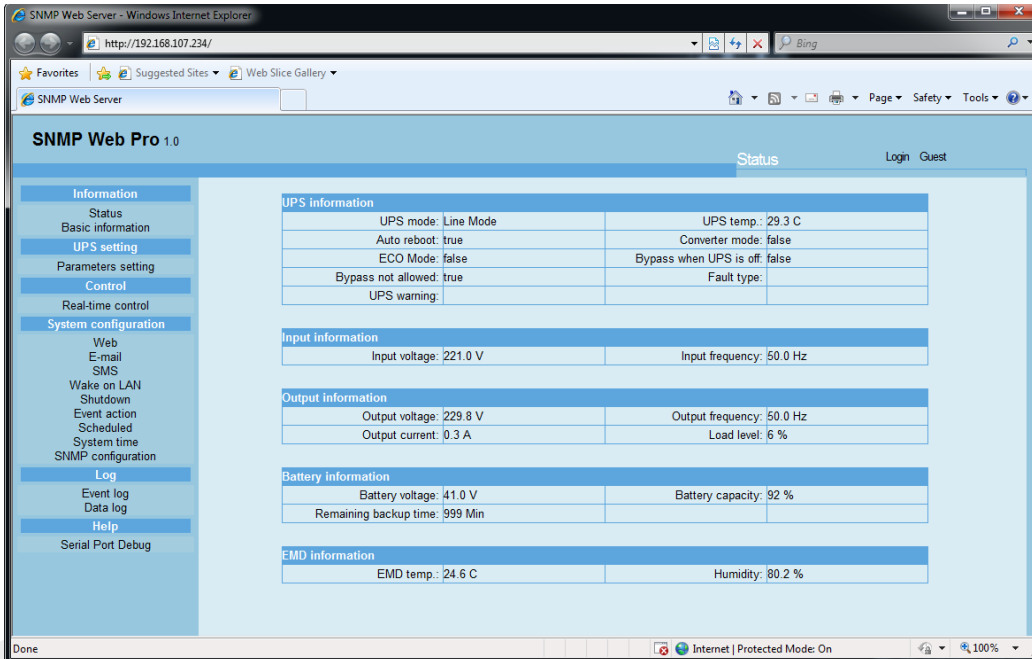 SNMP Web Server - Windows Internet Explorer
http://192.168.107.234/
Bing
Favorites Suggested Sites Web Slice Gallery
SNMP Web Server
Page Safety Tools
SNMP Web Pro 1.0
Status
Login Guest
Information
Status
Basic information
UPS setting
Parameters setting
Control
Real-time control
System configuration
Web
E-mail
SMS
Wake on LAN
Shutdown
Event action
Scheduled
System time
SNMP configuration
Log
Event log
Data log
Help
Serial Port Debug
UPS information
UPS mode: Line Mode UPS temp.: 29.3 C
Auto reboot: true Converter mode: false
ECO Mode: false Bypass when UPS is off: false
Bypass not allowed: true Fault type:
UPS warning:
Input information
Input voltage: 221.0 V Input frequency: 50.0 Hz
Output information
Output voltage: 229.8 V Output frequency: 50.0 Hz
Output current: 0.3 A Load level: 6 %
Battery information
Battery voltage: 41.0 V Battery capacity: 92 %
Remaining backup time: 999 Min
EMD information
EMD temp.: 24.6 C Humidity: 80.2 %
Done
Internet | Protected Mode: On
100%